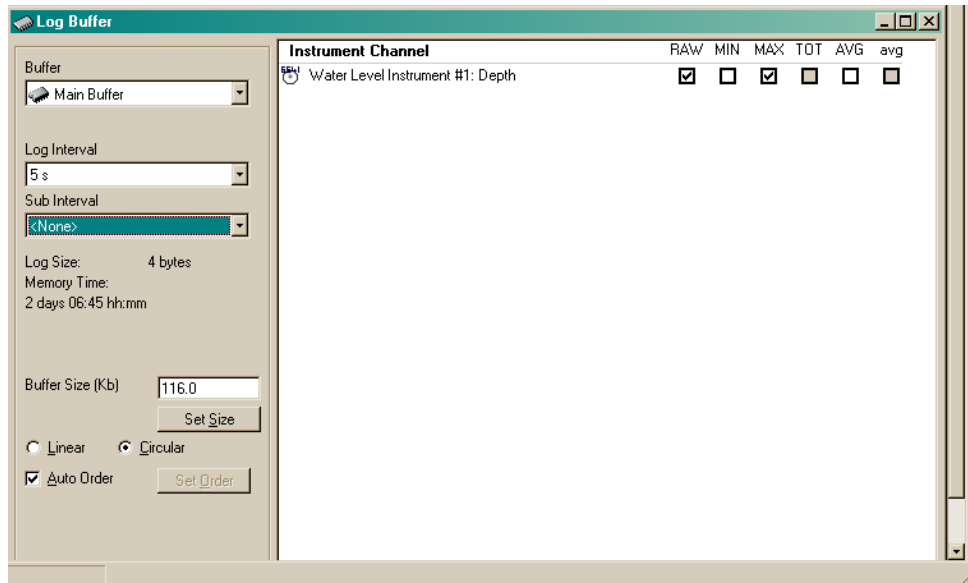 Log Buffer
Instrument Channel RAW MIN MAX TOT AVG avg
Water Level Instrument #1: Depth
Buffer
Main Buffer
Log Interval
5 s
Sub Interval
<None>
Log Size: 4 bytes
Memory Time:
2 days 06:45 hh:mm
Buffer Size (Kb) 116.0
Set Size
Linear Circular
Auto Order Set Order